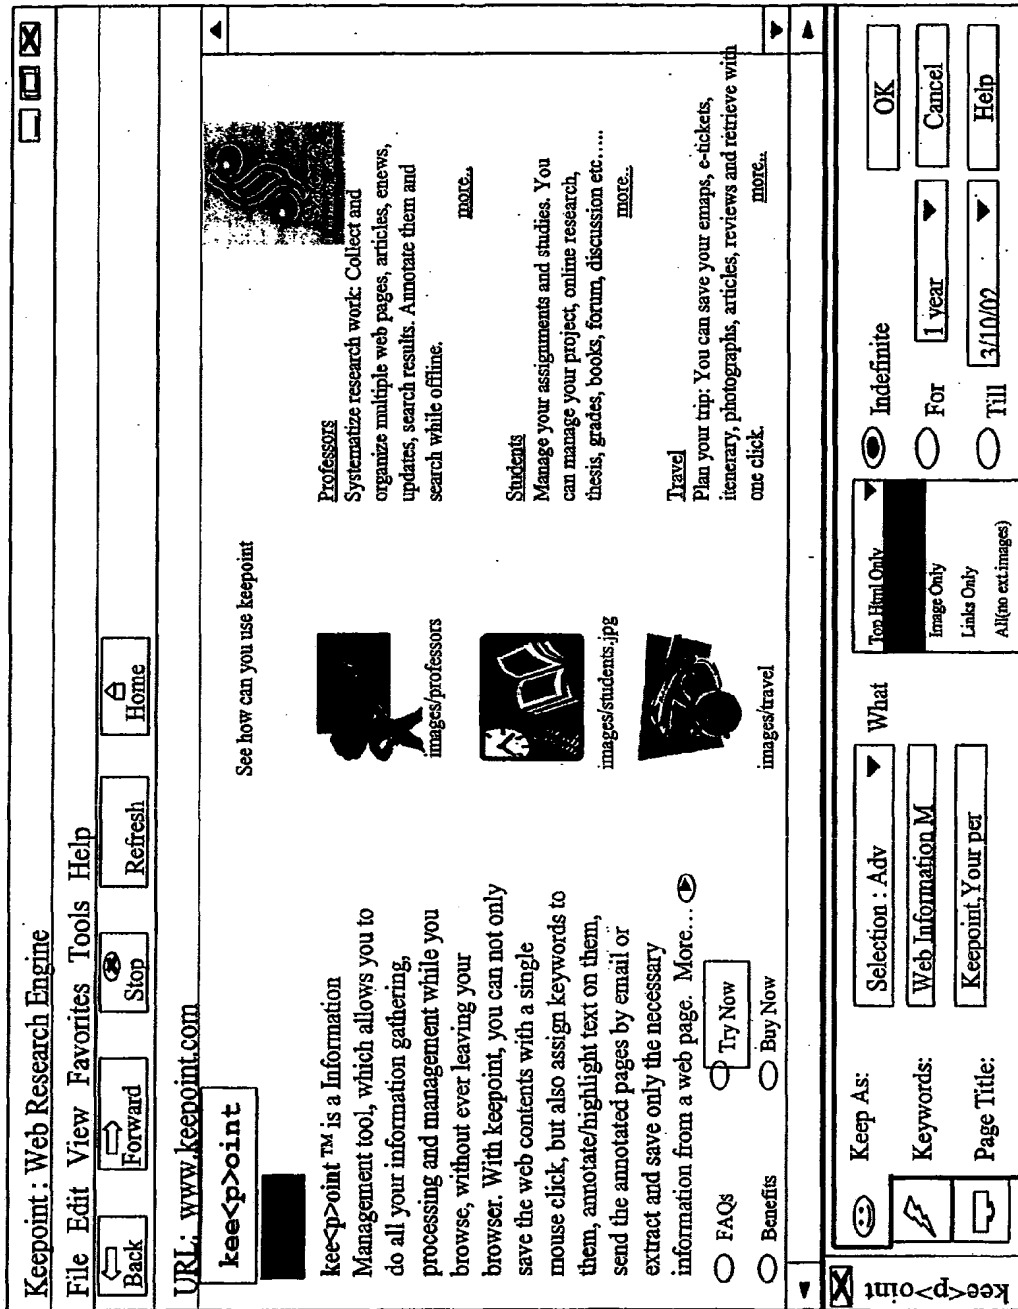 Keepoint : Web Research Engine
File Edit View Favorites Tools Help
Back
Forward
Stop
Refresh
Home
URL: www.keepoint.com
kee<p>oint
kee<p>oint ™ is a Information
Management tool, which allows you to
do all your information gathering,
processing and management while you
browse, without ever leaving your
browser. With keepoint, you can not only
save the web contents with a single
mouse click, but also assign keywords to
them, annotate/highlight text on them,
send the annotated pages by email or
extract and save only the necessary
information from a web page. More…
FAQs
Try Now
Benefits
Buy Now
See how can you use keepoint
images/professors
Professors
Systematize research work: Collect and
organize multiple web pages, articles, enews,
updates, search results. Annotate them and
search while offline.
more..
images/students.jpg
Students
Manage your assignments and studies. You
can manage your project, online research,
thesis, grades, books, forum, discussion etc.....
more..
images/travel
Travel
Plan your trip: You can save your emaps, e-tickets,
itenerary, photographs, articles, reviews and retrieve with
one click.
more..
kee<p>oint
Keep As:
Selection : Adv
What
Top Html Only
Image Only
Links Only
All(no ext.images)
Indefinite
OK
Keywords:
Web Information M
For
1 year
Cancel
Page Title:
Keepoint,Your per
Till
3/10/02
Help